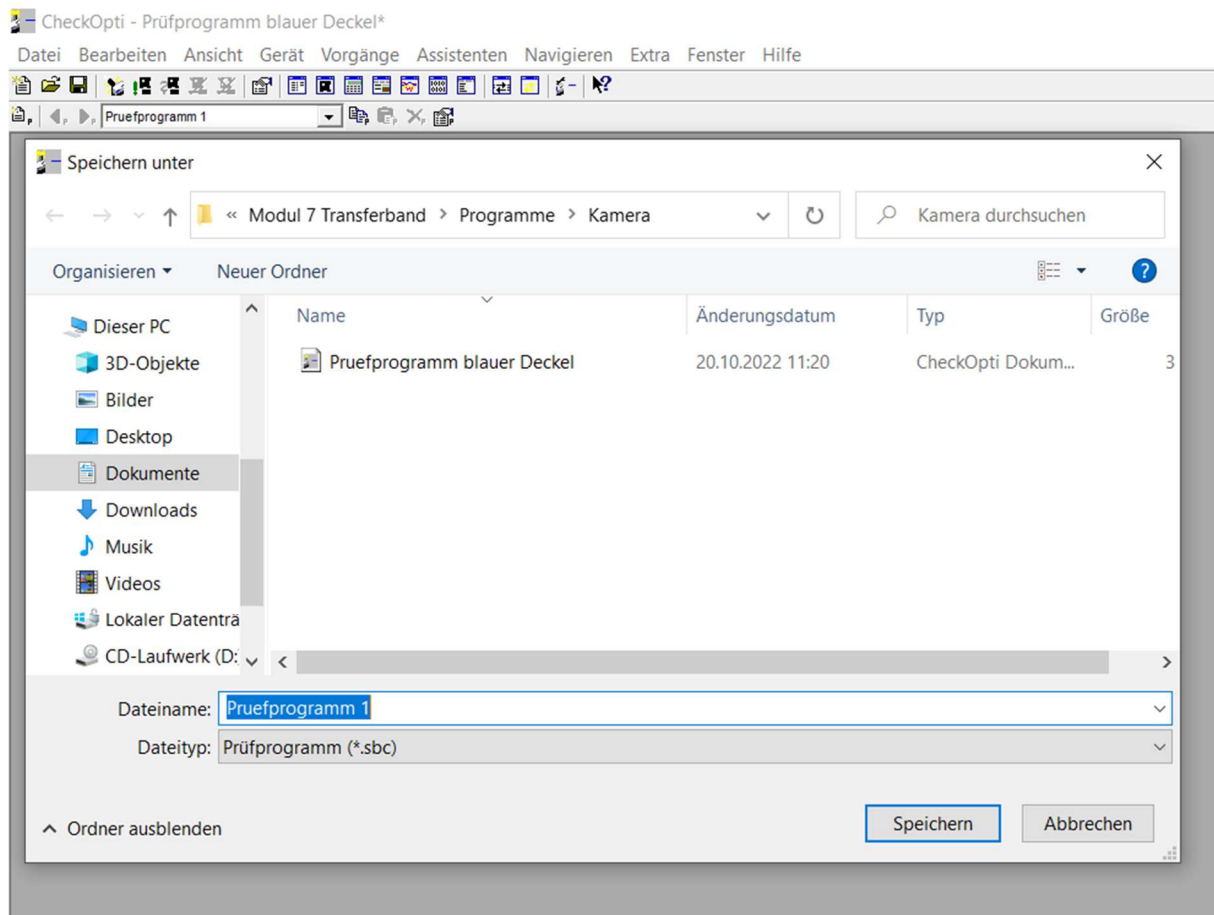 CheckOpti - Prüfprogramm blauer Deckel*
Datei Bearbeiten Ansicht Gerät Vorgänge Assistenten Navigieren Extra Fenster Hilfe
Pruefprogramm 1
Speichern unter
« Modul 7 Transferband > Programme > Kamera
Kamera durchsuchen
Organisieren Neuer Ordner
Name Änderungsdatum Typ Größe
Pruefprogramm blauer Deckel 20.10.2022 11:20 CheckOpti Dokum... 3
Dieser PC
3D-Objekte
Bilder
Desktop
Dokumente
Downloads
Musik
Videos
Lokaler Datenträ
CD-Laufwerk (D:
Dateiname: Pruefprogramm 1
Dateityp: Prüfprogramm (*.sbc)
Ordner ausblenden
Speichern Abbrechen